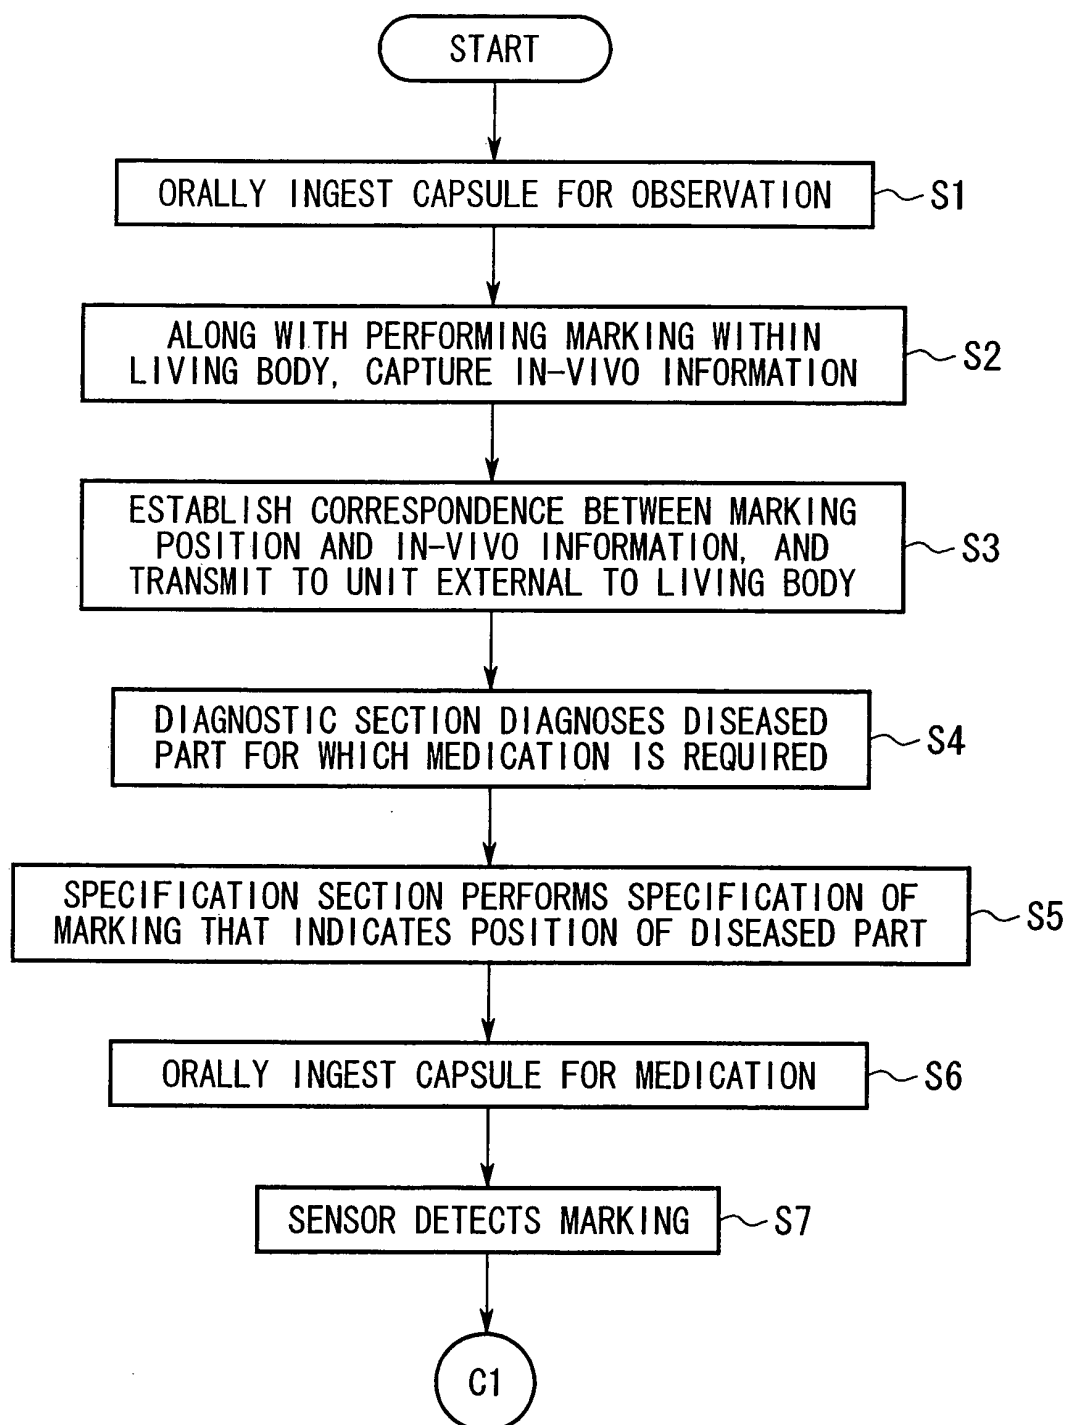 START
ORALLY INGEST CAPSULE FOR OBSERVATION
S1
ALONG WITH PERFORMING MARKING WITHIN
LIVING BODY, CAPTURE IN-VIVO INFORMATION
S2
ESTABLISH CORRESPONDENCE BETWEEN MARKING
POSITION AND IN-VIVO INFORMATION, AND
TRANSMIT TO UNIT EXTERNAL TO LIVING BODY
S3
DIAGNOSTIC SECTION DIAGNOSES DISEASED
PART FOR WHICH MEDICATION IS REQUIRED
S4
SPECIFICATION SECTION PERFORMS SPECIFICATION OF
MARKING THAT INDICATES POSITION OF DISEASED PART
S5
ORALLY INGEST CAPSULE FOR MEDICATION
S6
SENSOR DETECTS MARKING
S7
C1